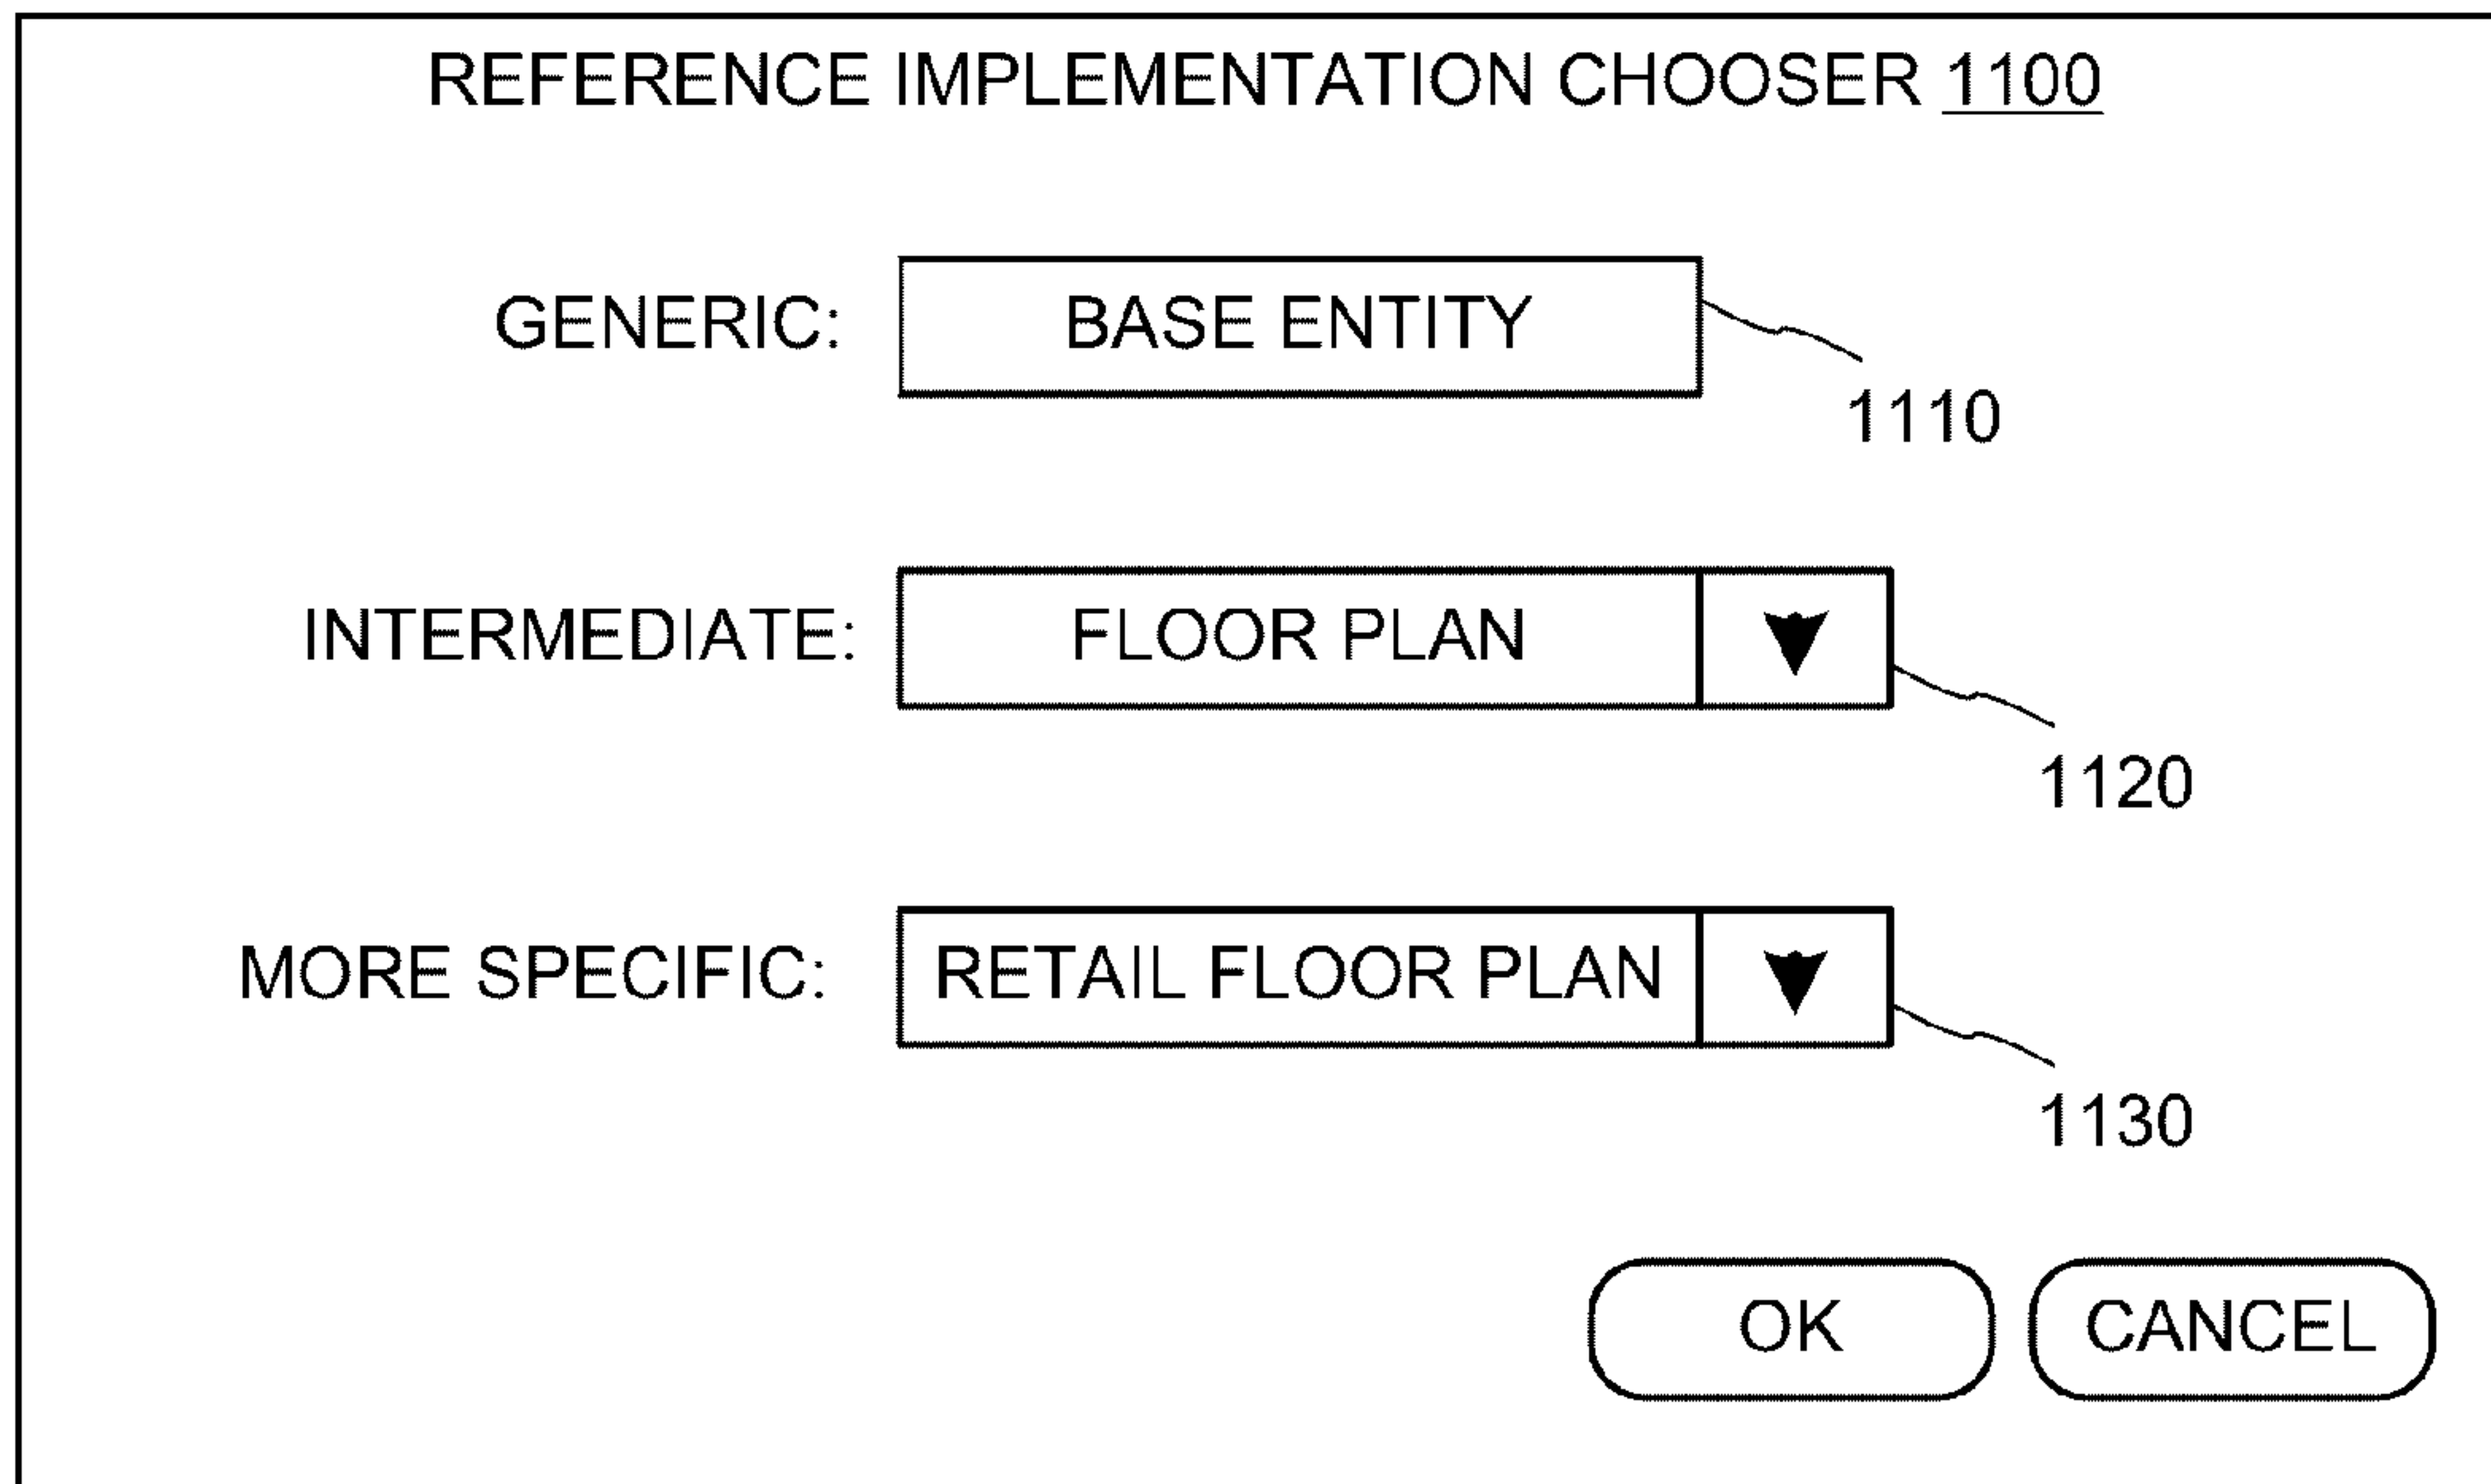 REFERENCE IMPLEMENTATION CHOOSER 1100
GENERIC: BASE ENTITY
1110
INTERMEDIATE: FLOOR PLAN
1120
MORE SPECIFIC: RETAIL FLOOR PLAN
1130
OK CANCEL